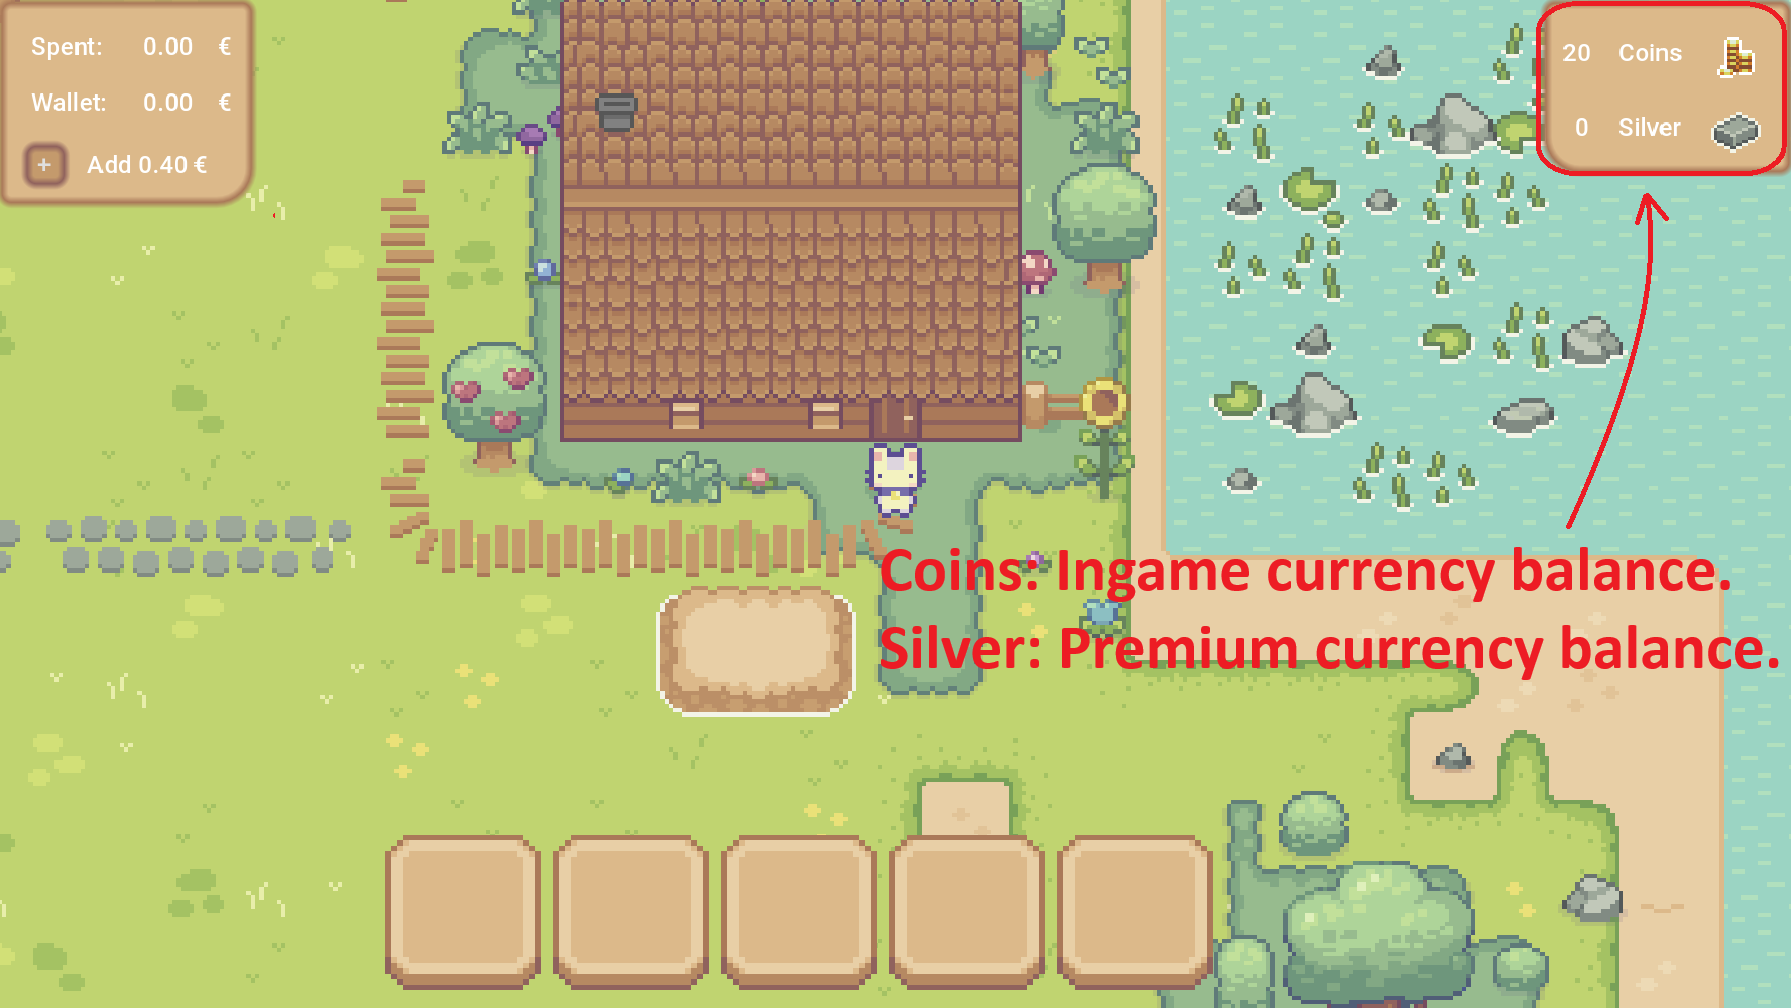 Spent: 0.00 €
Wallet: 0.00 €
+ Add 0.40 €
20 Coins
0 Silver
Coins: Ingame currency balance.
Silver: Premium currency balance.